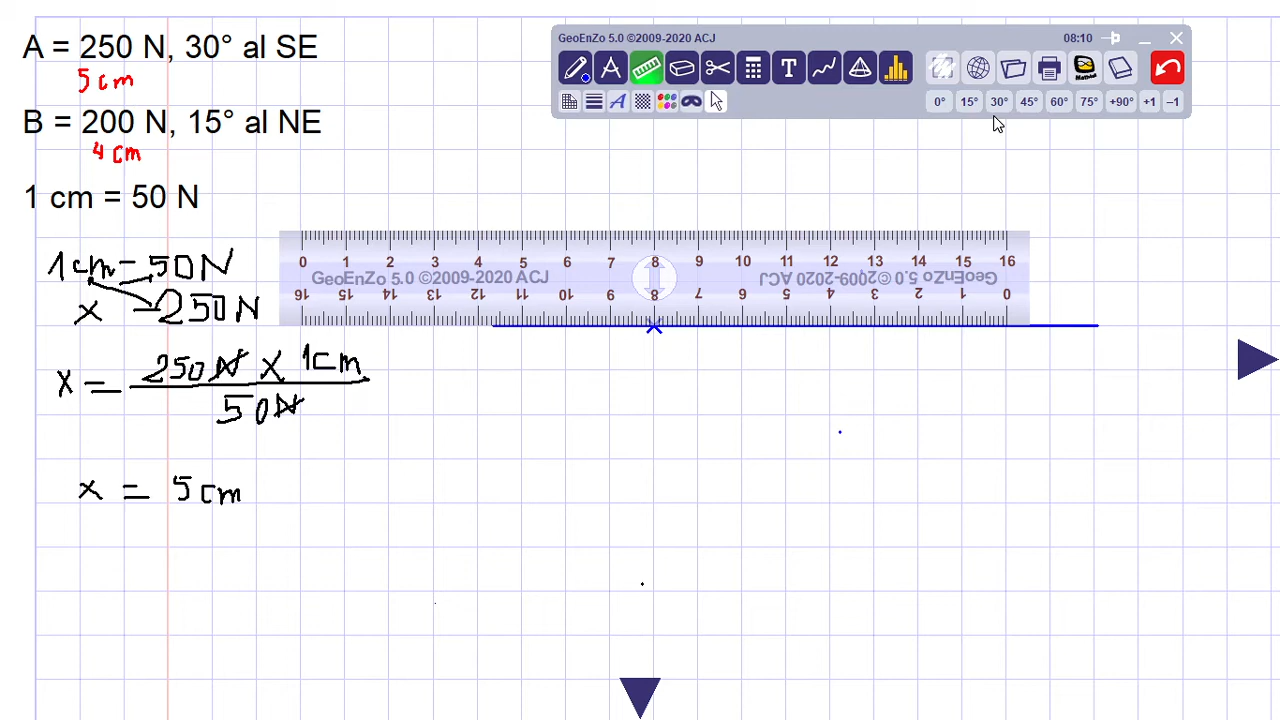 A = 250 N, 30° al SE
5 cm
B = 200 N, 15° al NE
4 cm
1 cm = 50 N
1cm - 50N
x - 250N
x = 250N x 1cm
50N
x = 5 cm
GeoEnZo 5.0 ©2009-2020 ACJ 08:10
T
Mathlet
A
0° 15° 30° 45° 60° 75° +90° +1 -1
0 1 2 3 4 5 6 7 8 9 10 11 12 13 14 15 16
GeoEnZo 5.0 ©2009-2020 ACJ GeoEnZo 5.0 ©2009-2020 ACJ
16 15 14 13 12 11 10 9 8 7 6 5 4 3 2 1 0